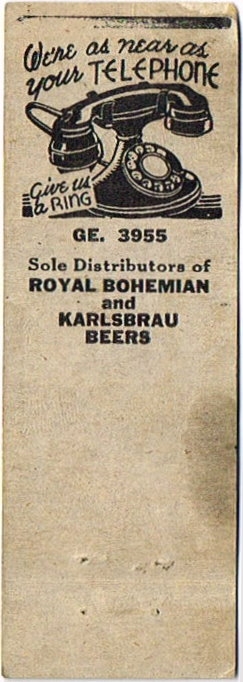 We're as near as
your TELEPHONE
Give us
a RING
GE. 3955
Sole Distributors of
ROYAL BOHEMIAN
and
KARLSBRAU
BEERS